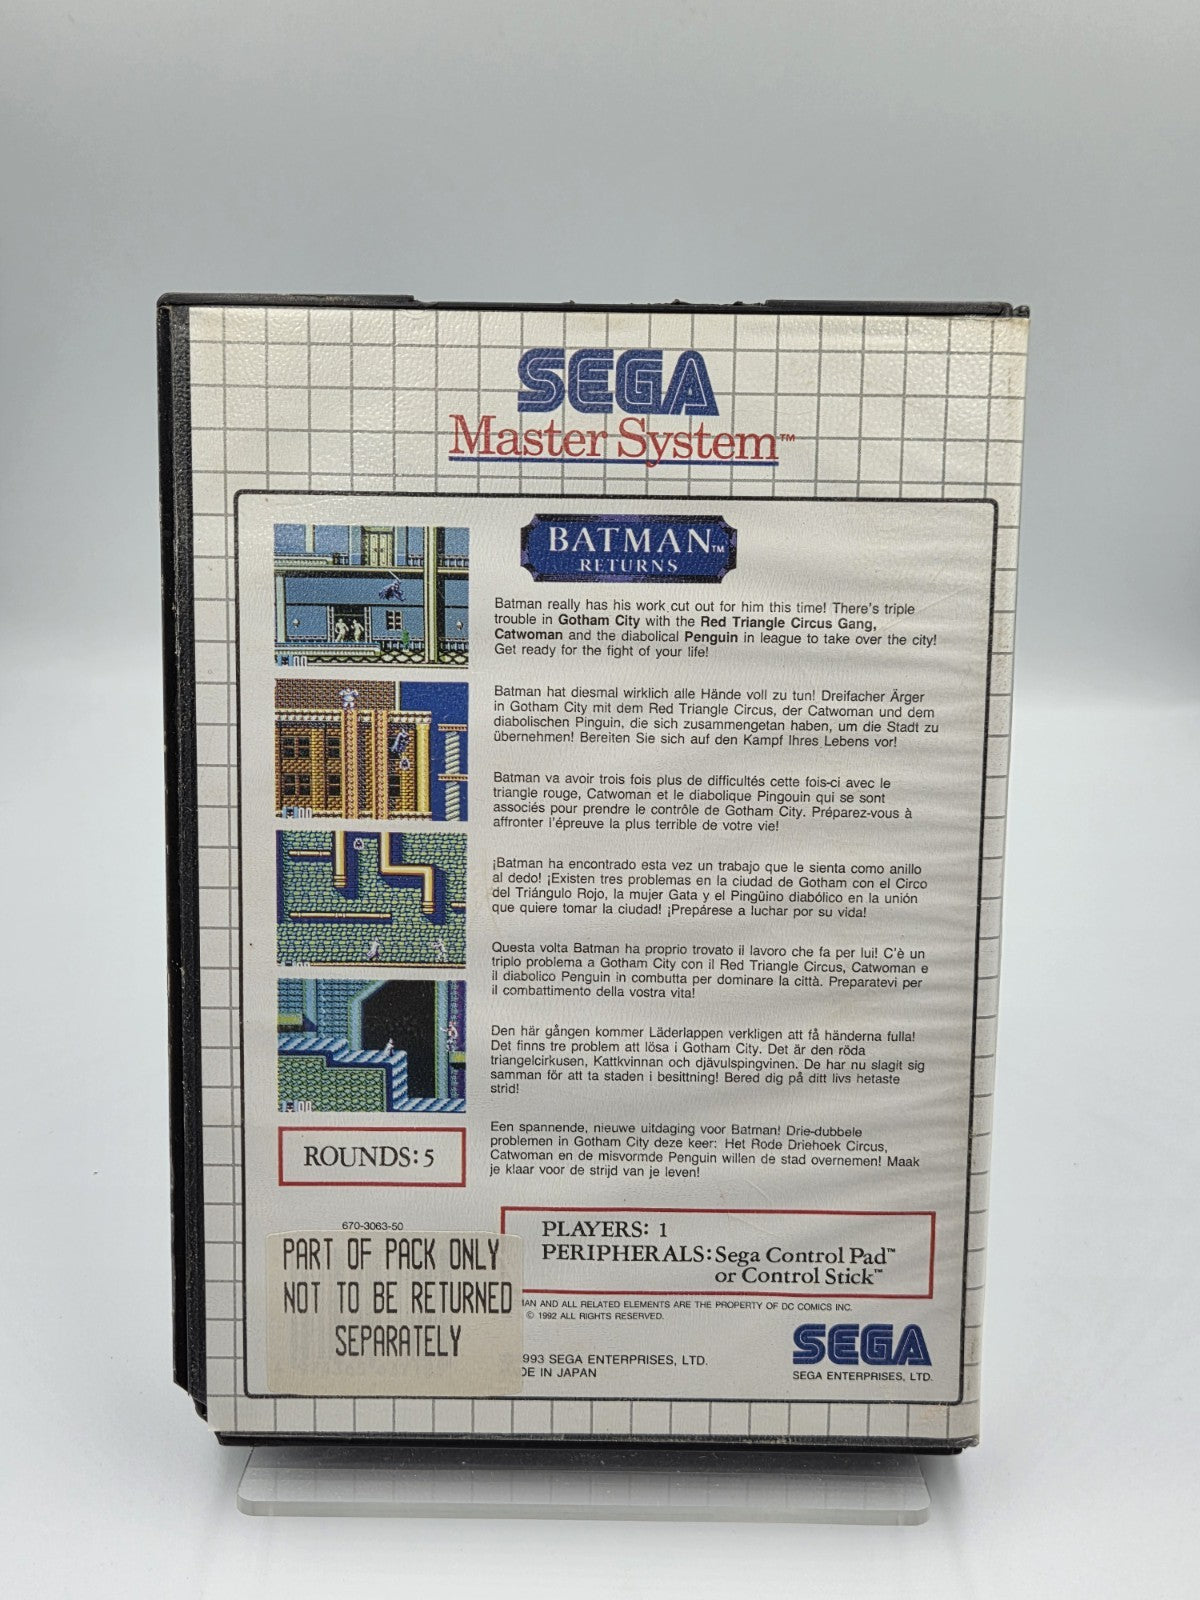 SEGA
Master System™
BATMAN™
RETURNS
Batman really has his work cut out for him this time! There's triple
trouble in Gotham City with the Red Triangle Circus Gang,
Catwoman and the diabolical Penguin in league to take over the city!
Get ready for the fight of your life!
Batman hat diesmal wirklich alle Hände voll zu tun! Dreifacher Ärger
in Gotham City mit dem Red Triangle Circus, der Catwoman und dem
diabolischen Pinguin, die sich zusammengetan haben, um die Stadt zu
übernehmen! Bereiten Sie sich auf den Kampf Ihres Lebens vor!
Batman va avoir trois fois plus de difficultés cette fois-ci avec le
triangle rouge, Catwoman et le diabolique Pingouin qui se sont
associés pour prendre le contrôle de Gotham City. Préparez-vous à
affronter l'épreuve la plus terrible de votre vie!
¡Batman ha encontrado esta vez un trabajo que le sienta como anillo
al dedo! ¡Existen tres problemas en la ciudad de Gotham con el Circo
del Triángulo Rojo, la mujer Gata y el Pingüino diabólico en la unión
que quiere tomar la ciudad! ¡Prepárese a luchar por su vida!
Questa volta Batman ha proprio trovato il lavoro che fa per lui! C'è un
triplo problema a Gotham City con il Red Triangle Circus, Catwoman e
il diabolico Penguin in combutta per dominare la città. Preparatevi per
il combattimento della vostra vita!
Den här gången kommer Läderlappen verkligen att få händerna fulla!
Det finns tre problem att lösa i Gotham City. Det är den röda
triangelcirkusen, Kattkvinnan och djävulspingvinen. De har nu slagit sig
samman för att ta staden i besittning! Bered dig på ditt livs hetaste
strid!
Een spannende, nieuwe uitdaging voor Batman! Drie-dubbele
problemen in Gotham City deze keer: Het Rode Driehoek Circus,
Catwoman en de misvormde Penguin willen de stad overnemen! Maak
je klaar voor de strijd van je leven!
ROUNDS: 5
670-3063-50
PART OF PACK ONLY
NOT TO BE RETURNED
SEPARATELY
PLAYERS: 1
PERIPHERALS: Sega Control Pad™
or Control Stick™
AN AND ALL RELATED ELEMENTS ARE THE PROPERTY OF DC COMICS INC.
© 1992 ALL RIGHTS RESERVED.
993 SEGA ENTERPRISES, LTD.
DE IN JAPAN
SEGA
SEGA ENTERPRISES, LTD.